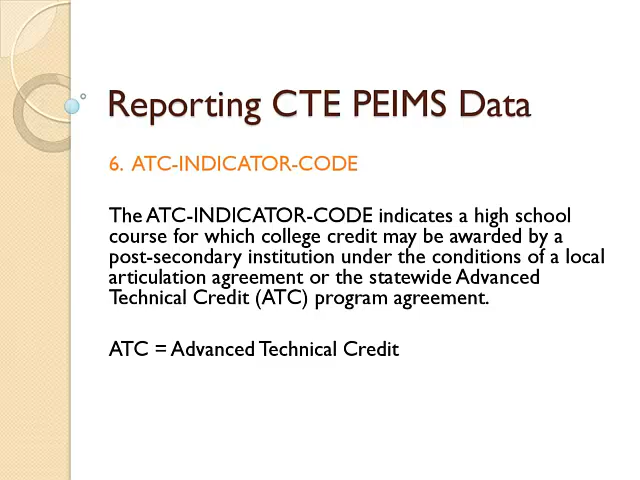 Reporting CTE PEIMS Data
6. ATC-INDICATOR-CODE
The ATC-INDICATOR-CODE indicates a high school
course for which college credit may be awarded by a
post-secondary institution under the conditions of a local
articulation agreement or the statewide Advanced
Technical Credit (ATC) program agreement.
ATC = Advanced Technical Credit